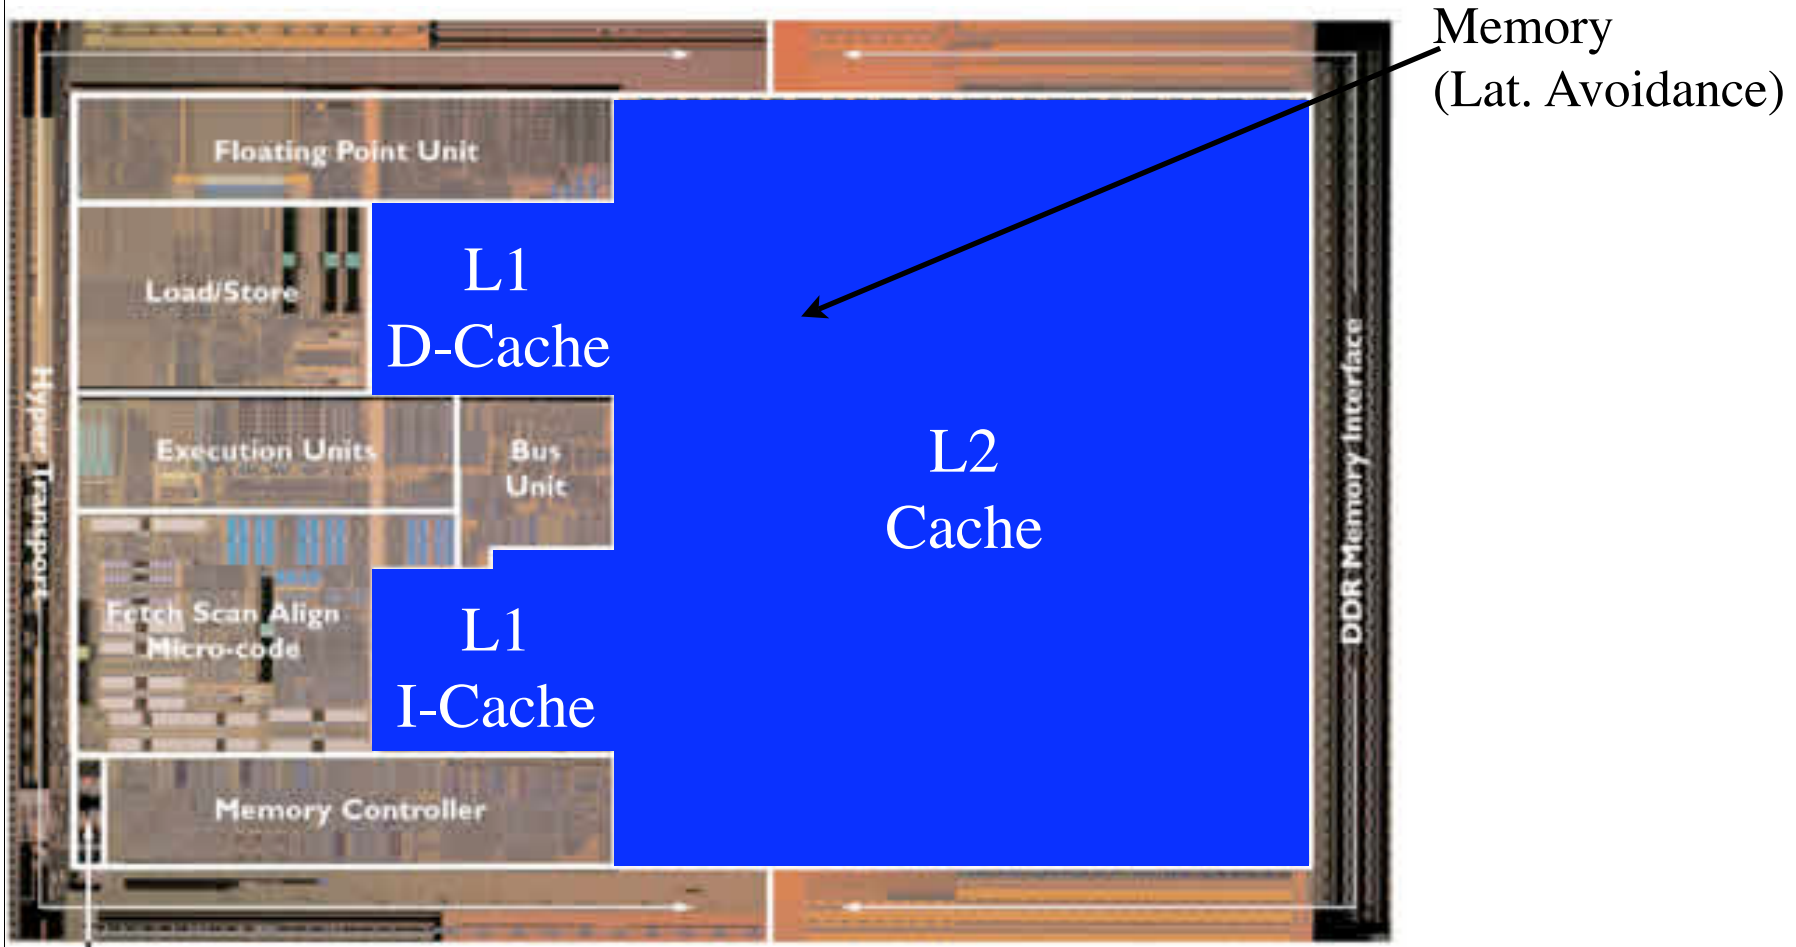 Memory
(Lat. Avoidance)
Floating Point Unit
Load/Store
L1
D-Cache
Execution Units
Bus
Unit
L2
Cache
Fetch Scan Align
Micro-code
L1
I-Cache
Memory Controller
Hyper Transport
DDR Memory Interface